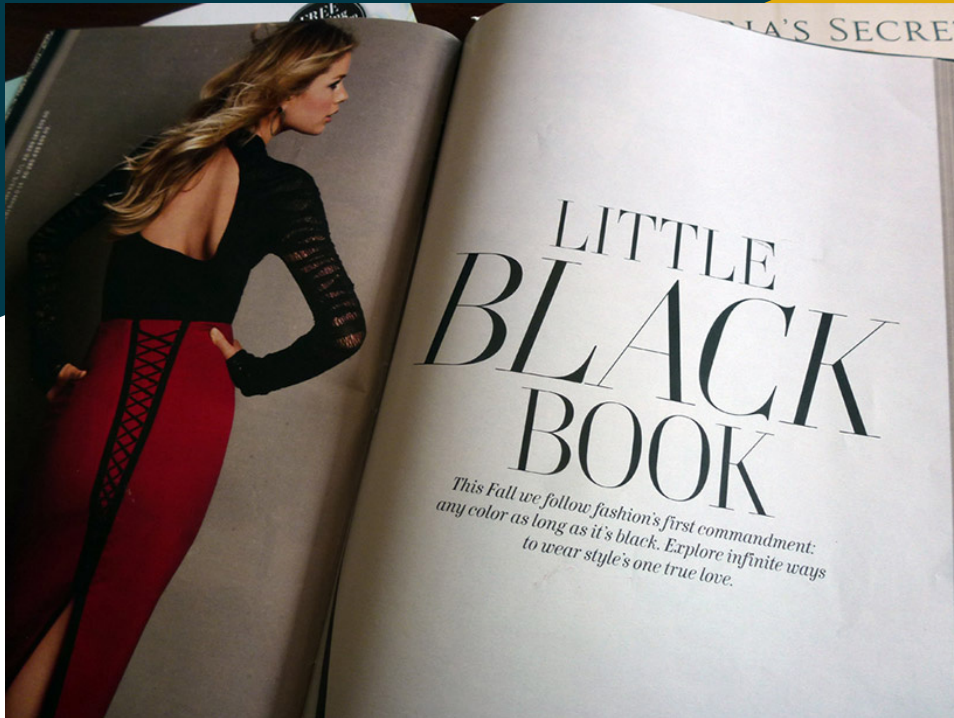 FREE
IA'S SECRE
LITTLE
BLACK
BOOK
This Fall we follow fashion's first commandment:
any color as long as it's black. Explore infinite ways
to wear style's one true love.